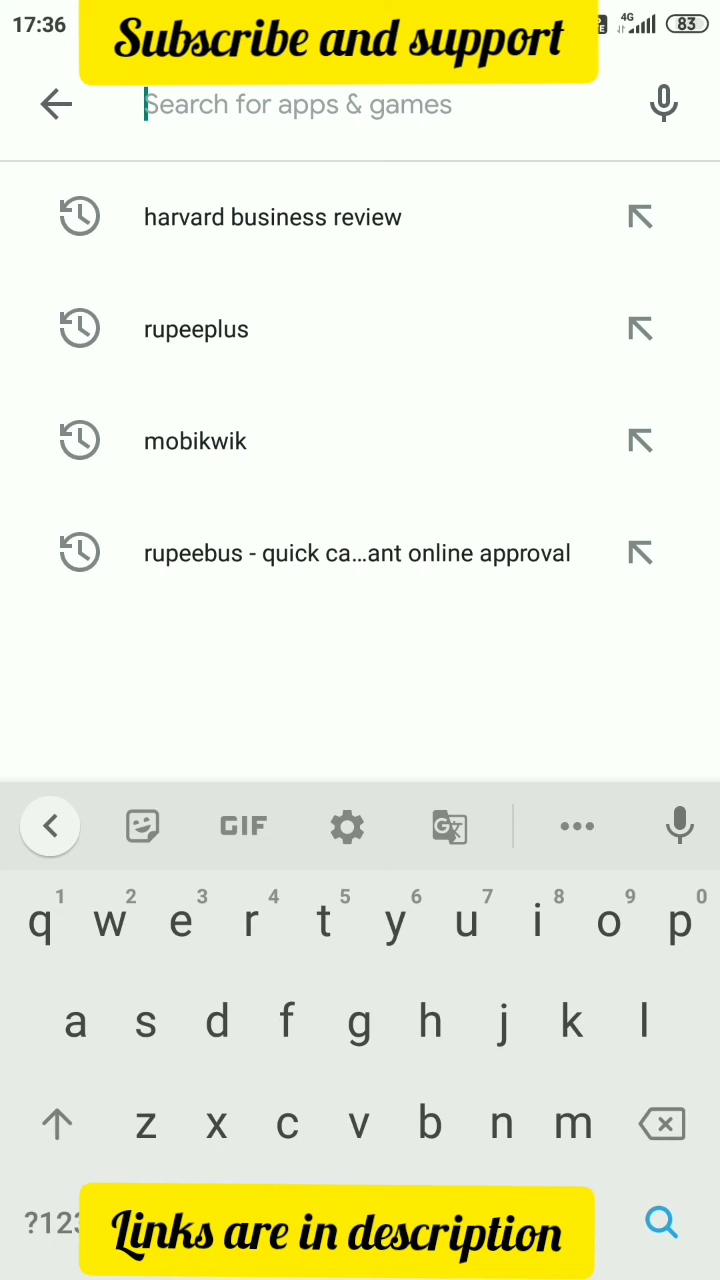 17:36
Subscribe and support
4G
83
Search for apps & games
harvard business review
rupeeplus
mobikwik
rupeebus - quick ca...ant online approval
GIF
G
1 2 3 4 5 6 7 8 9 0
q w e r t y u i o p
a s d f g h j k l
z x c v b n m
?123
Links are in description